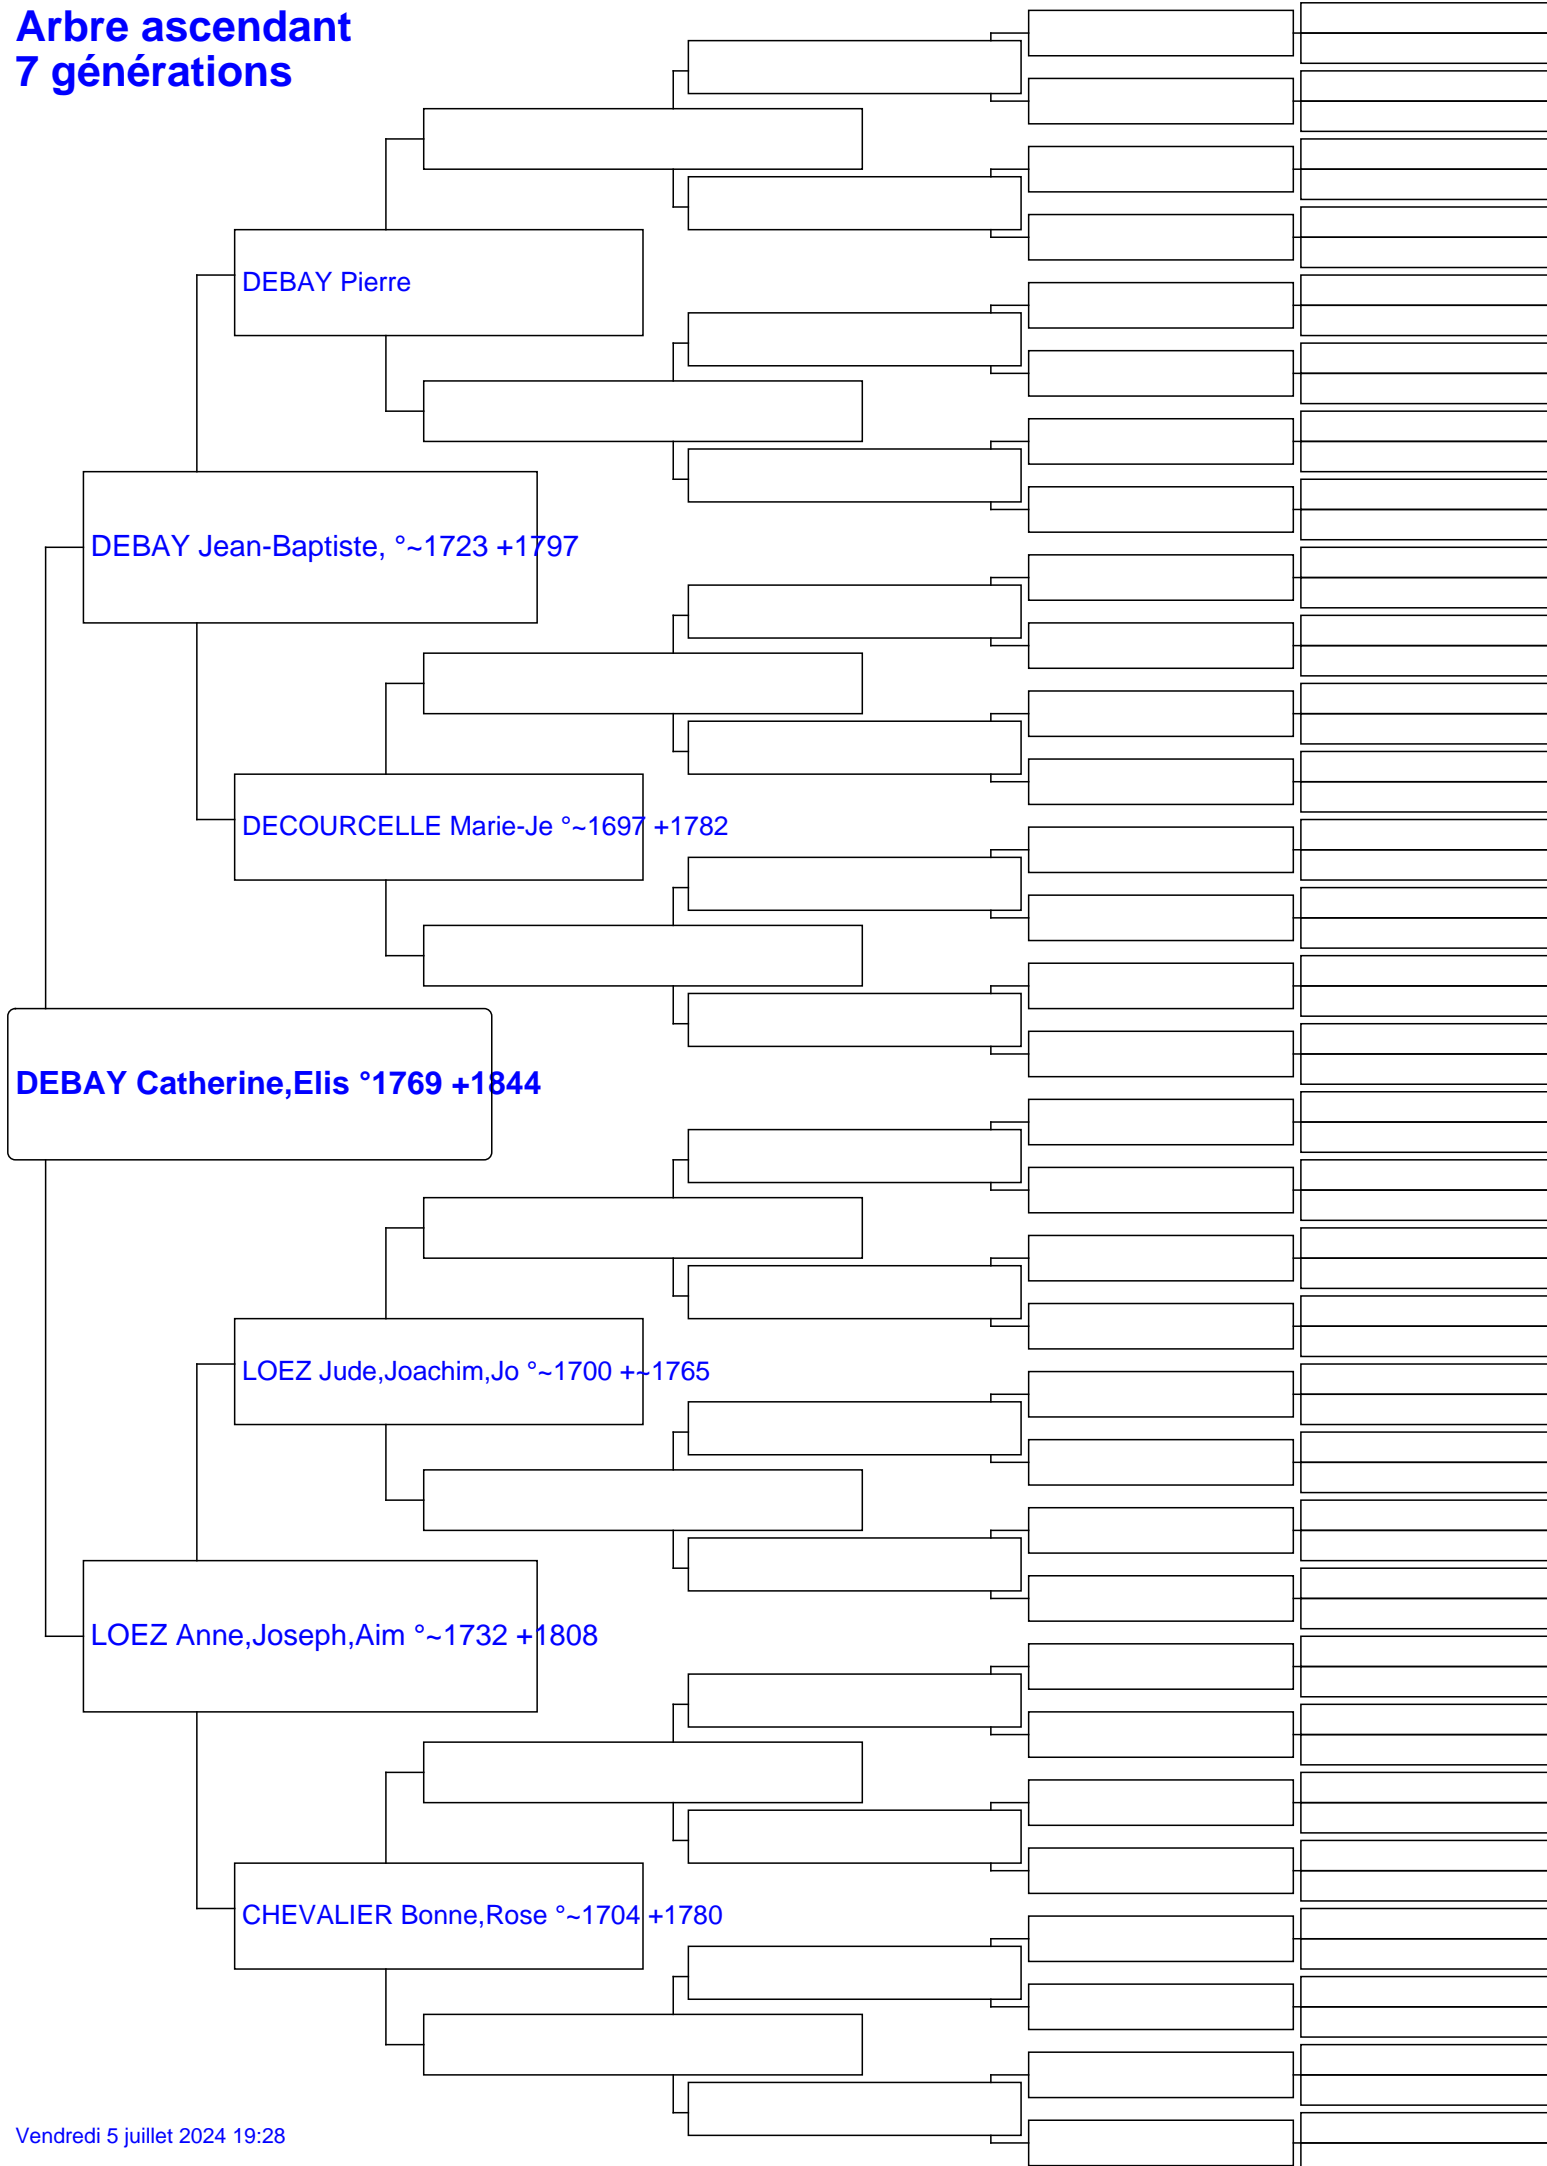 Arbre ascendant
7 générations
DEBAY Pierre
DEBAY Jean-Baptiste, °~1723 +1797
DECOURCELLE Marie-Je °~1697 +1782
DEBAY Catherine,Elis °1769 +1844
LOEZ Jude,Joachim,Jo °~1700 +~1765
LOEZ Anne,Joseph,Aim °~1732 +1808
CHEVALIER Bonne,Rose °~1704 +1780
Vendredi 5 juillet 2024 19:28